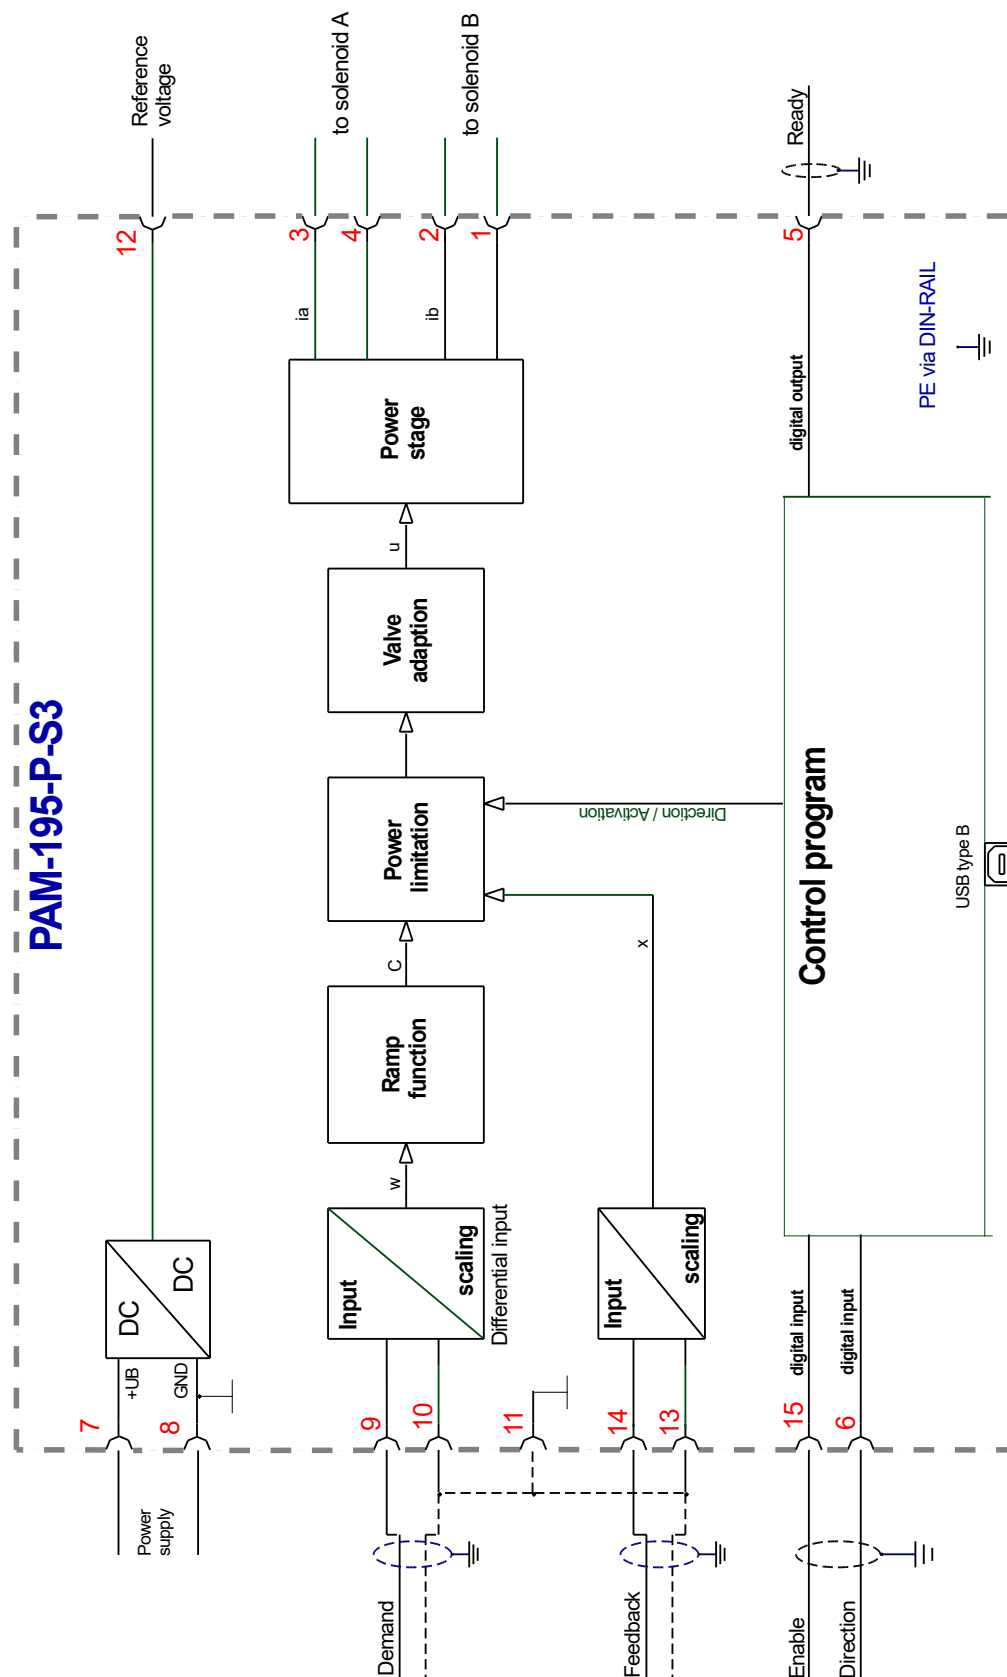 PAM-195-P-S3
Power
supply
7
8
+UB
GND
DC
DC
12
Reference
voltage
Demand
9
10
11
Input
scaling
Differential input
w
Ramp
function
C
Power
limitation
Valve
adaption
u
Power
stage
ia
ib
3
4
2
1
to solenoid A
to solenoid B
Feedback
14
13
Input
scaling
x
Direction / Activation
Enable
Direction
15
6
digital input
digital input
Control program
USB type B
digital output
5
Ready
PE via DIN-RAIL